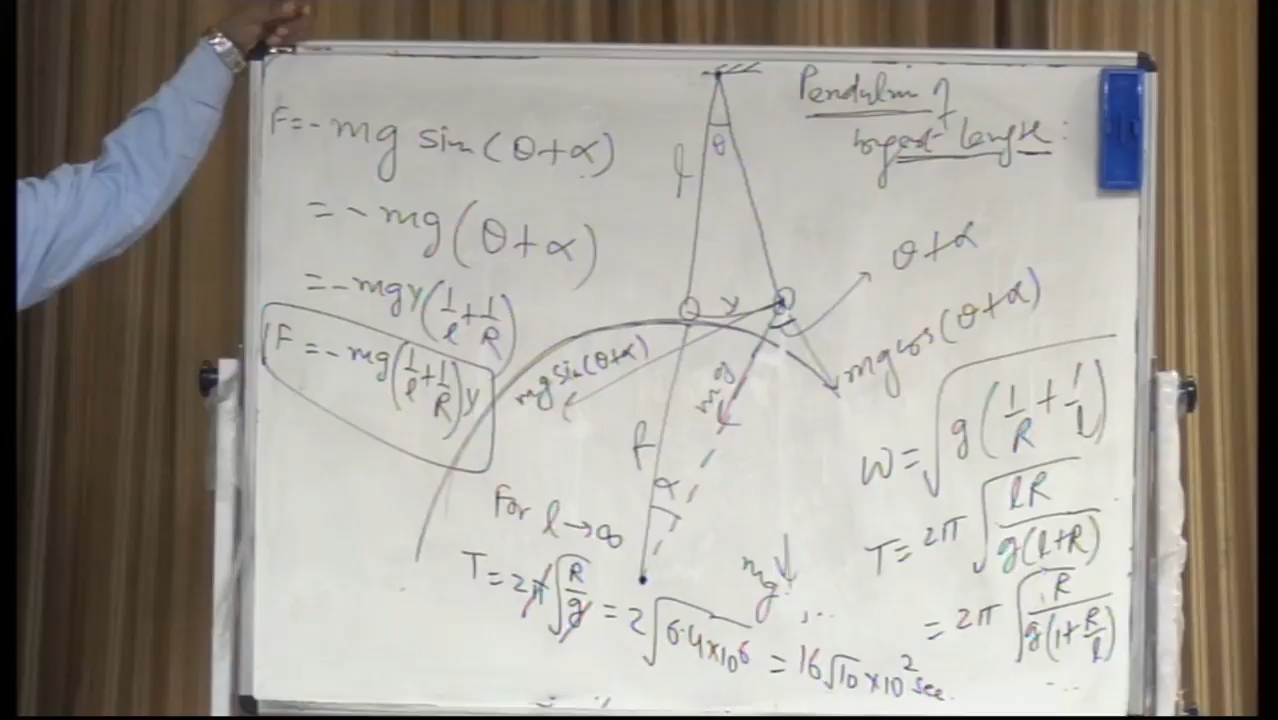 Pendulum of
longest length:
F=-mg sin(θ+α)
=-mg(θ+α)
=-mgy(1/l+1/R)
F=-mg(1/l+1/R)y
θ
l
y
θ+α
mg cos(θ+α)
mg sin(θ+α)
mg
R
α
mg↓
ω=√(g(1/R+1/l))
T=2π√(lR/(g(l+R)))
=2π√(R/(g(1+R/l)))
For l→∞
T=2π√(R/g)=2√(6.4×10^6)=16√10×10^2 sec.